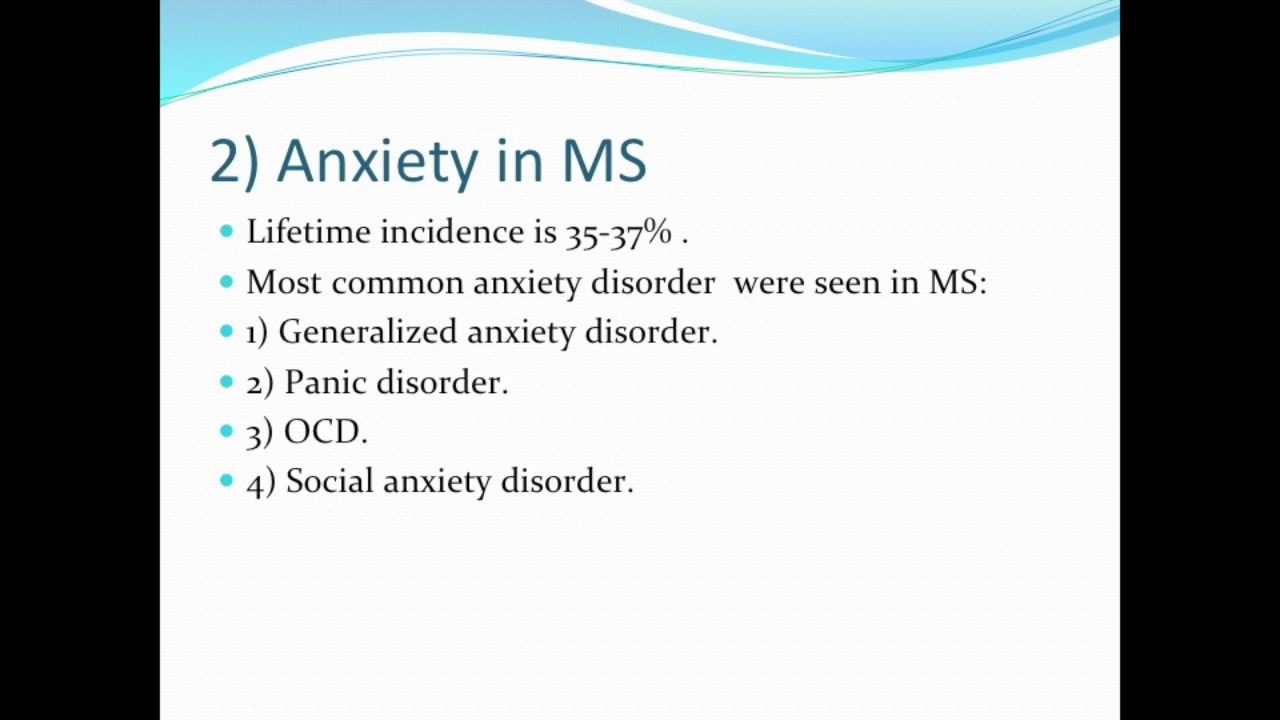 2) Anxiety in MS
Lifetime incidence is 35-37% .
Most common anxiety disorder  were seen in MS:
1) Generalized anxiety disorder.
2) Panic disorder.
3) OCD.
4) Social anxiety disorder.